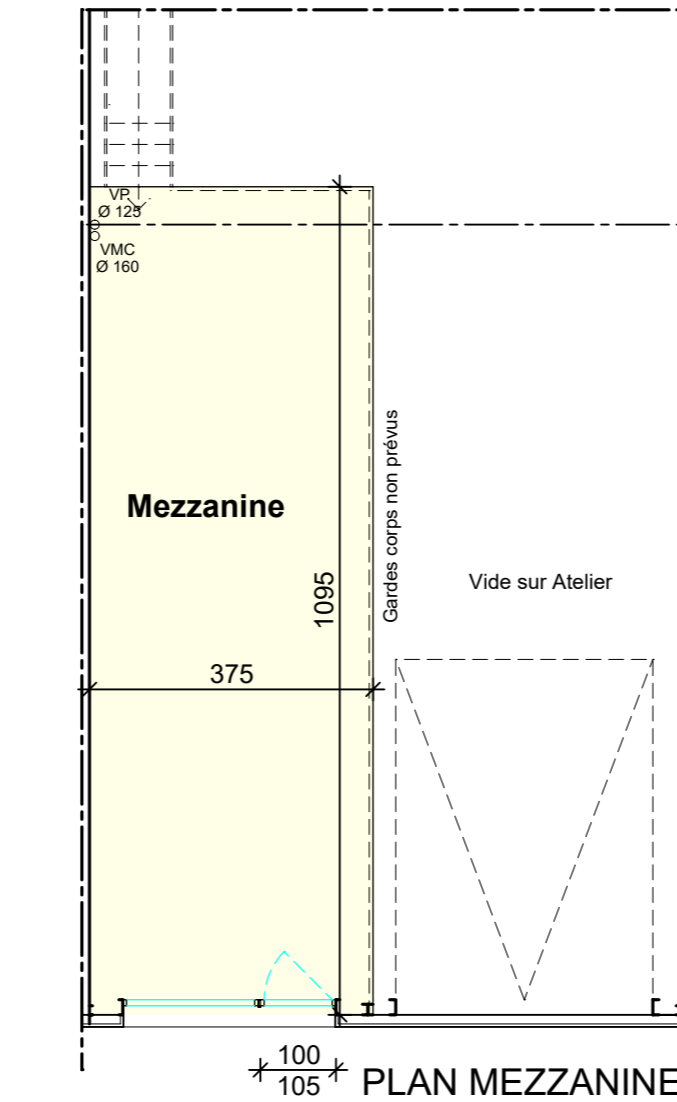 VP
Ø 125
VMC
Ø 160
Mezzanine
Gardes corps non prévus
1095
Vide sur Atelier
375
100
105
PLAN MEZZANINE